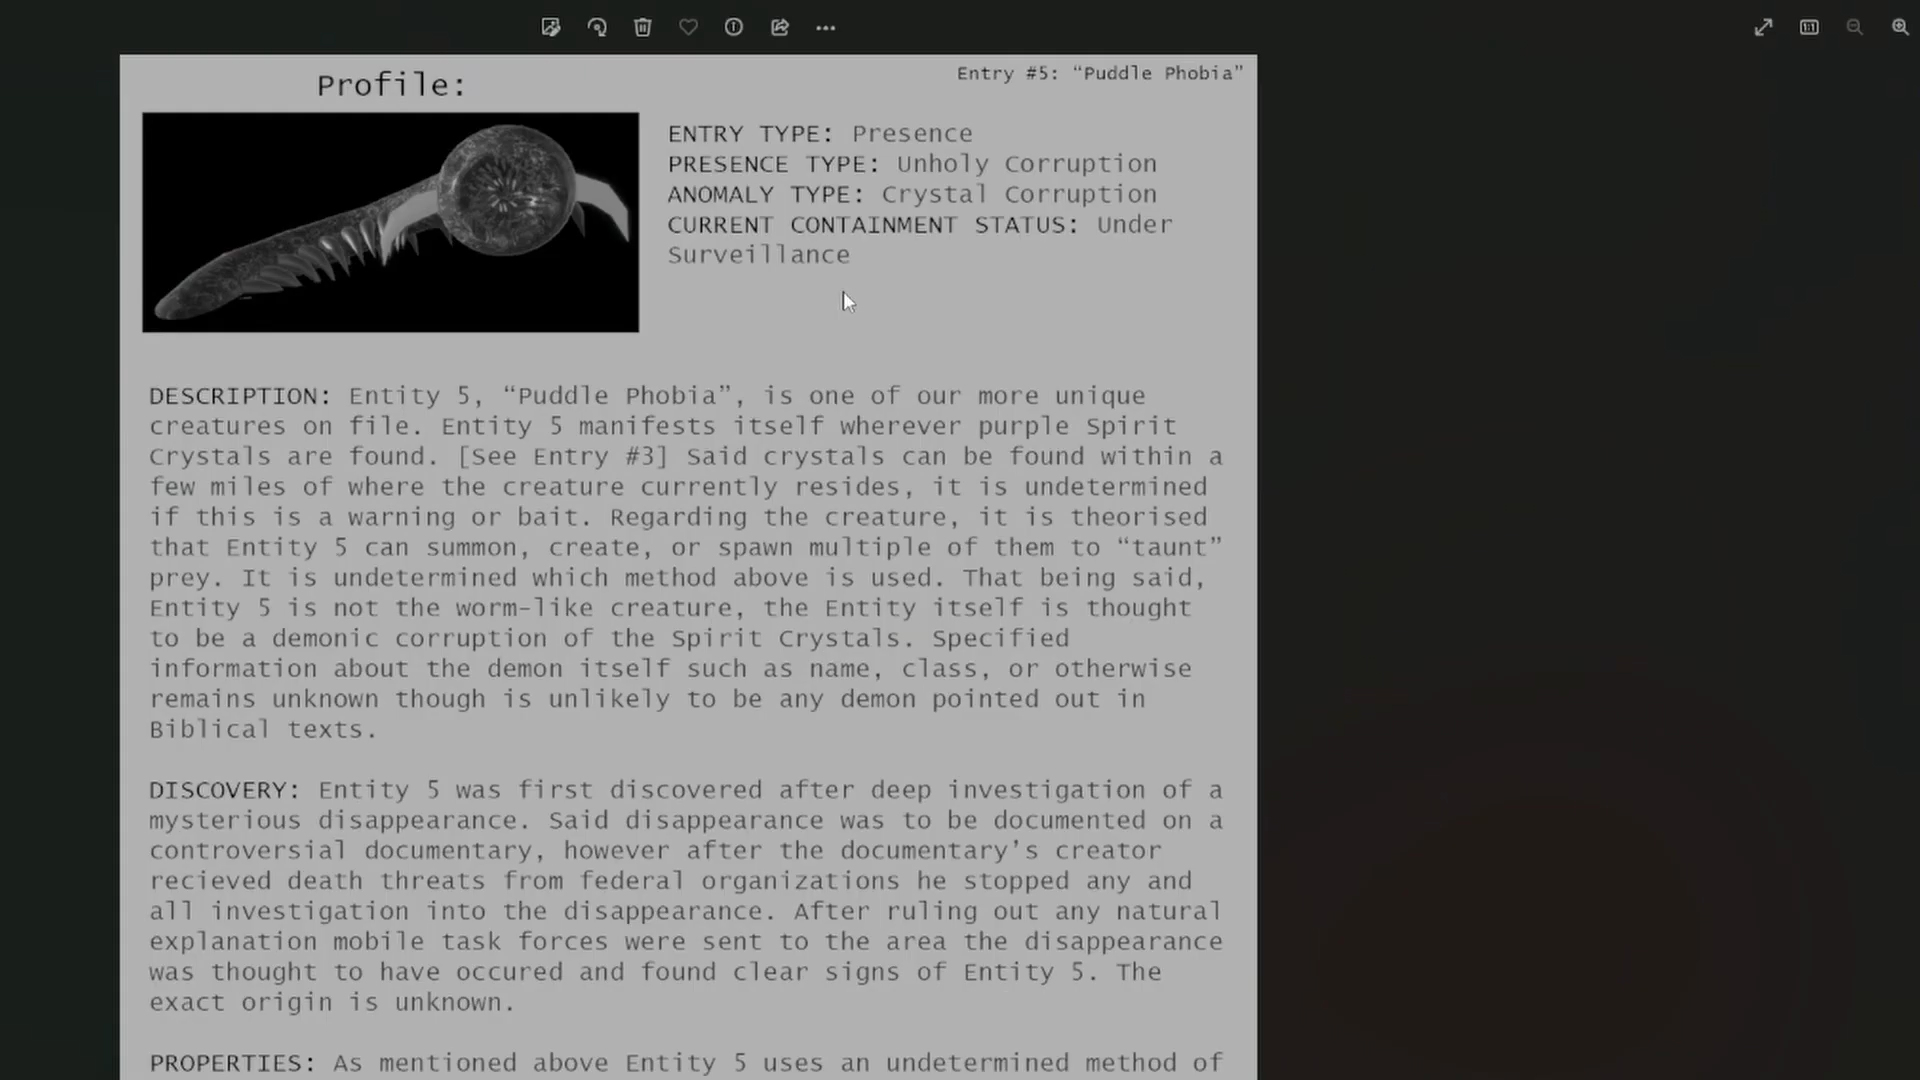 Profile:
Entry #5: “Puddle Phobia”
ENTRY TYPE: Presence
PRESENCE TYPE: Unholy Corruption
ANOMALY TYPE: Crystal Corruption
CURRENT CONTAINMENT STATUS: Under
Surveillance
DESCRIPTION: Entity 5, “Puddle Phobia”, is one of our more unique
creatures on file. Entity 5 manifests itself wherever purple Spirit
Crystals are found. [See Entry #3] Said crystals can be found within a
few miles of where the creature currently resides, it is undetermined
if this is a warning or bait. Regarding the creature, it is theorised
that Entity 5 can summon, create, or spawn multiple of them to “taunt”
prey. It is undetermined which method above is used. That being said,
Entity 5 is not the worm-like creature, the Entity itself is thought
to be a demonic corruption of the Spirit Crystals. Specified
information about the demon itself such as name, class, or otherwise
remains unknown though is unlikely to be any demon pointed out in
Biblical texts.
DISCOVERY: Entity 5 was first discovered after deep investigation of a
mysterious disappearance. Said disappearance was to be documented on a
controversial documentary, however after the documentary’s creator
recieved death threats from federal organizations he stopped any and
all investigation into the disappearance. After ruling out any natural
explanation mobile task forces were sent to the area the disappearance
was thought to have occured and found clear signs of Entity 5. The
exact origin is unknown.
PROPERTIES: As mentioned above Entity 5 uses an undetermined method of